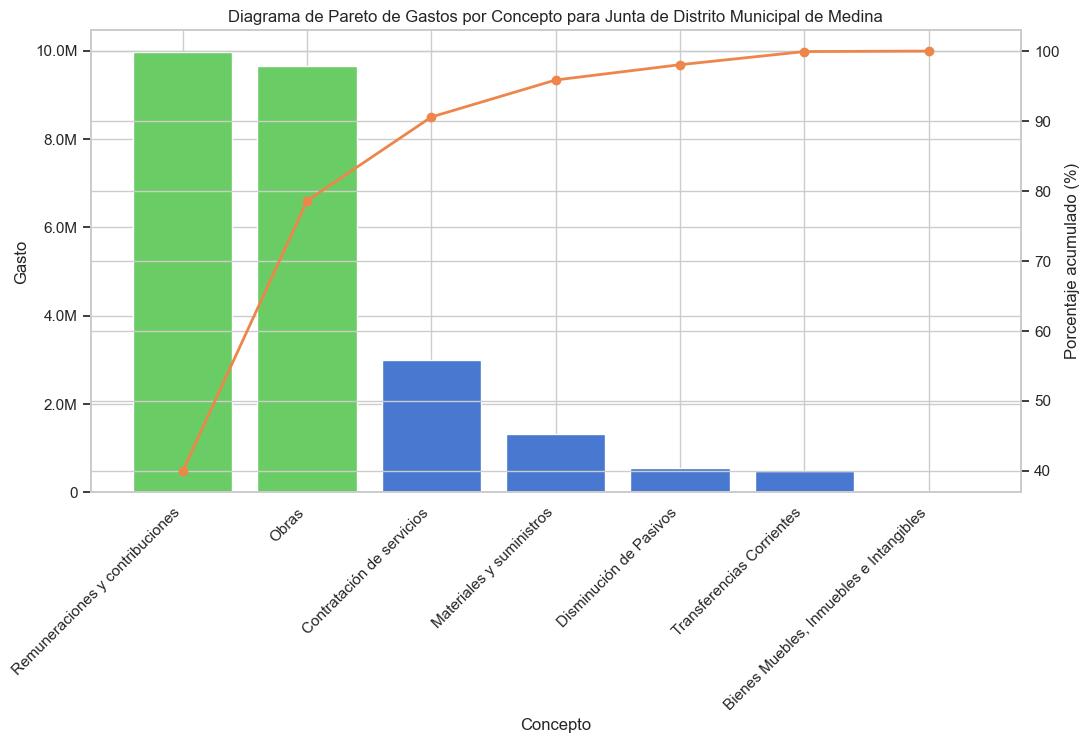 Diagrama de Pareto de Gastos por Concepto para Junta de Distrito Municipal de Medina
10.0M
8.0M
6.0M
4.0M
2.0M
0
Gasto
100
90
80
70
60
50
40
Porcentaje acumulado (%)
Remuneraciones y contribuciones
Obras
Contratación de servicios
Materiales y suministros
Disminución de Pasivos
Transferencias Corrientes
Bienes Muebles, Inmuebles e Intangibles
Concepto